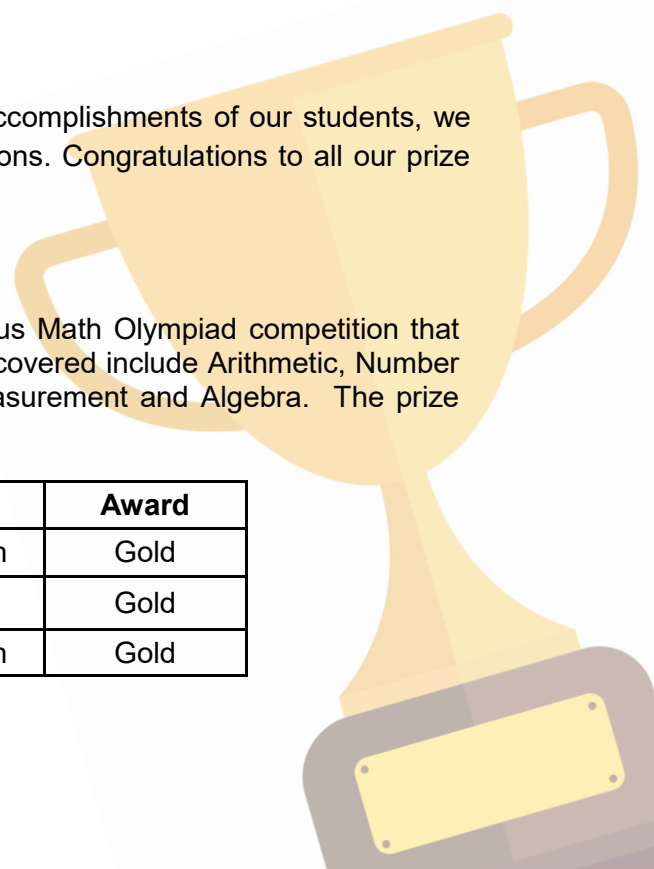 ccomplishments of our students, we
ons. Congratulations to all our prize
us Math Olympiad competition that
covered include Arithmetic, Number
asurement and Algebra. The prize
Award
n Gold
Gold
n Gold